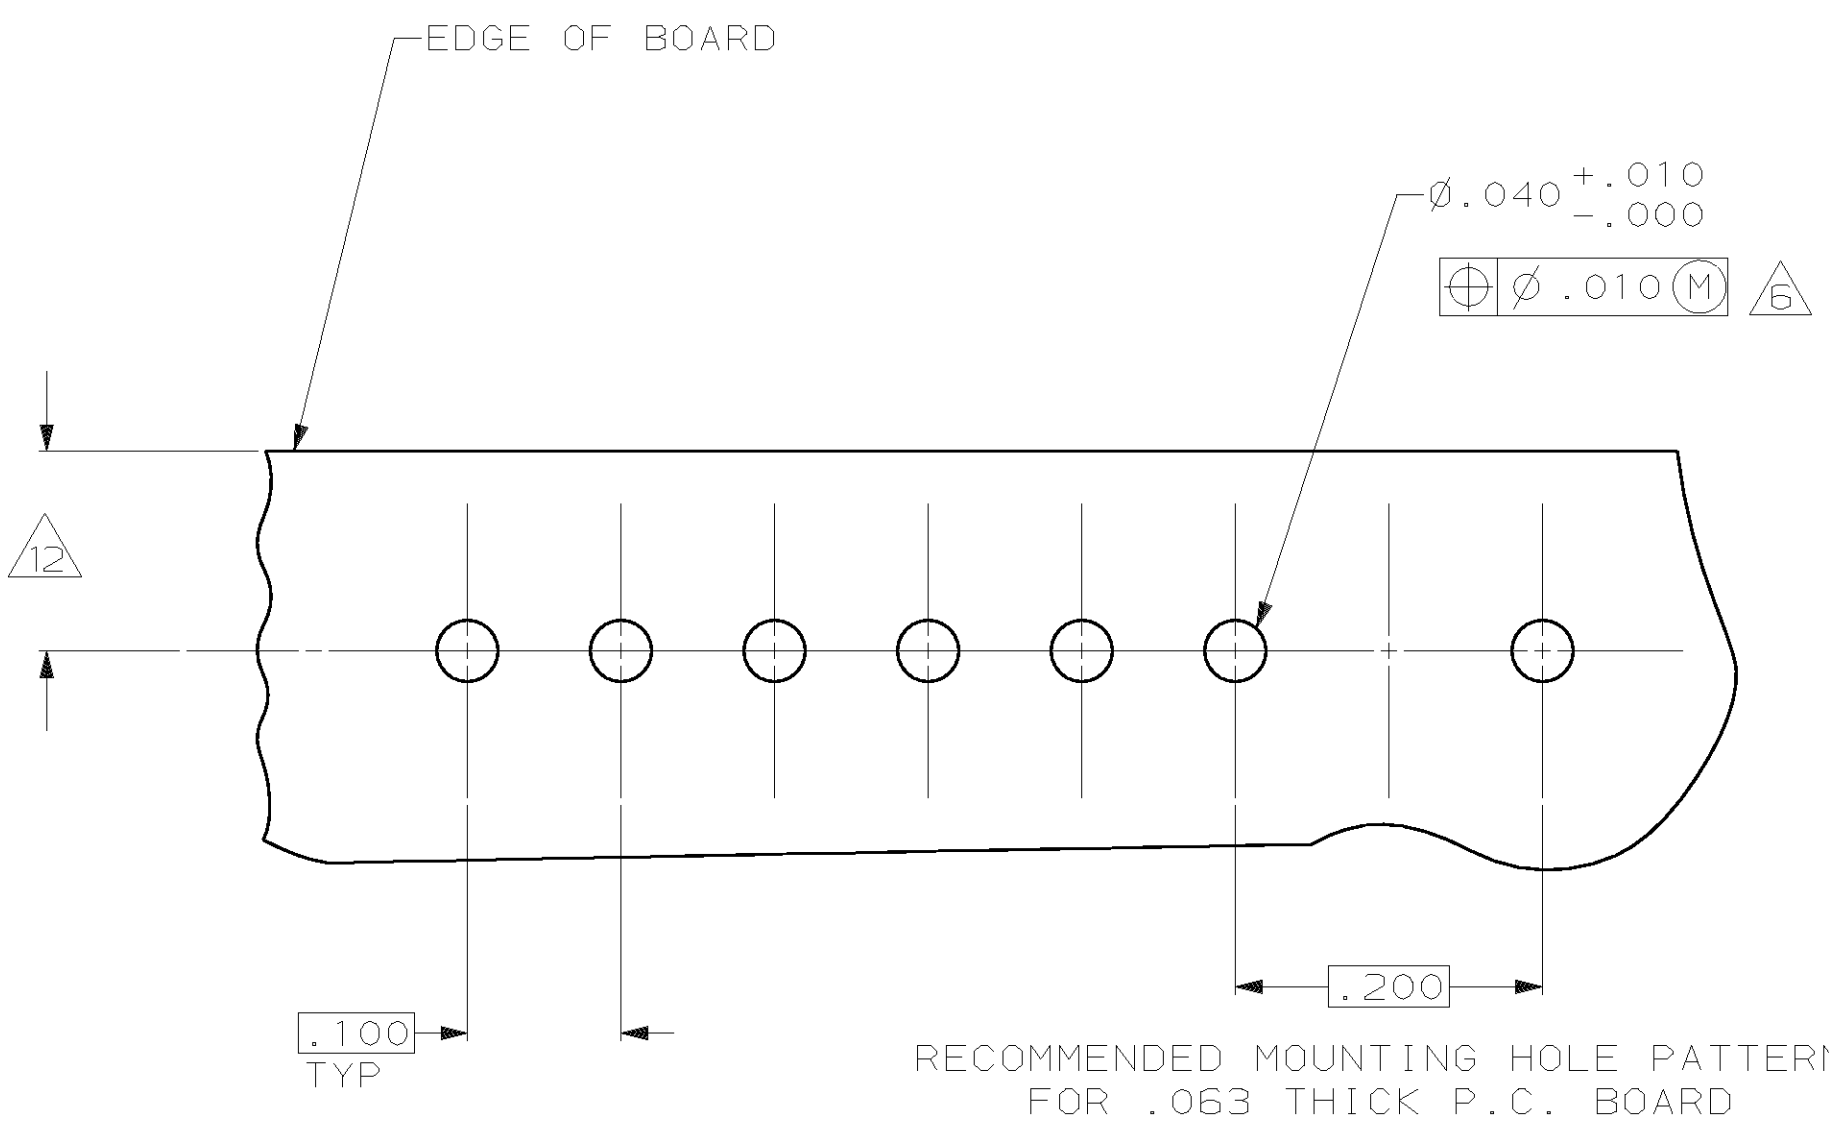 EDGE OF BOARD
Ø.040 +.010
-.000
⌖ Ø .010 Ⓜ 6
12
.200
.100
TYP
RECOMMENDED MOUNTING HOLE PATTERN
FOR .063 THICK P.C. BOARD